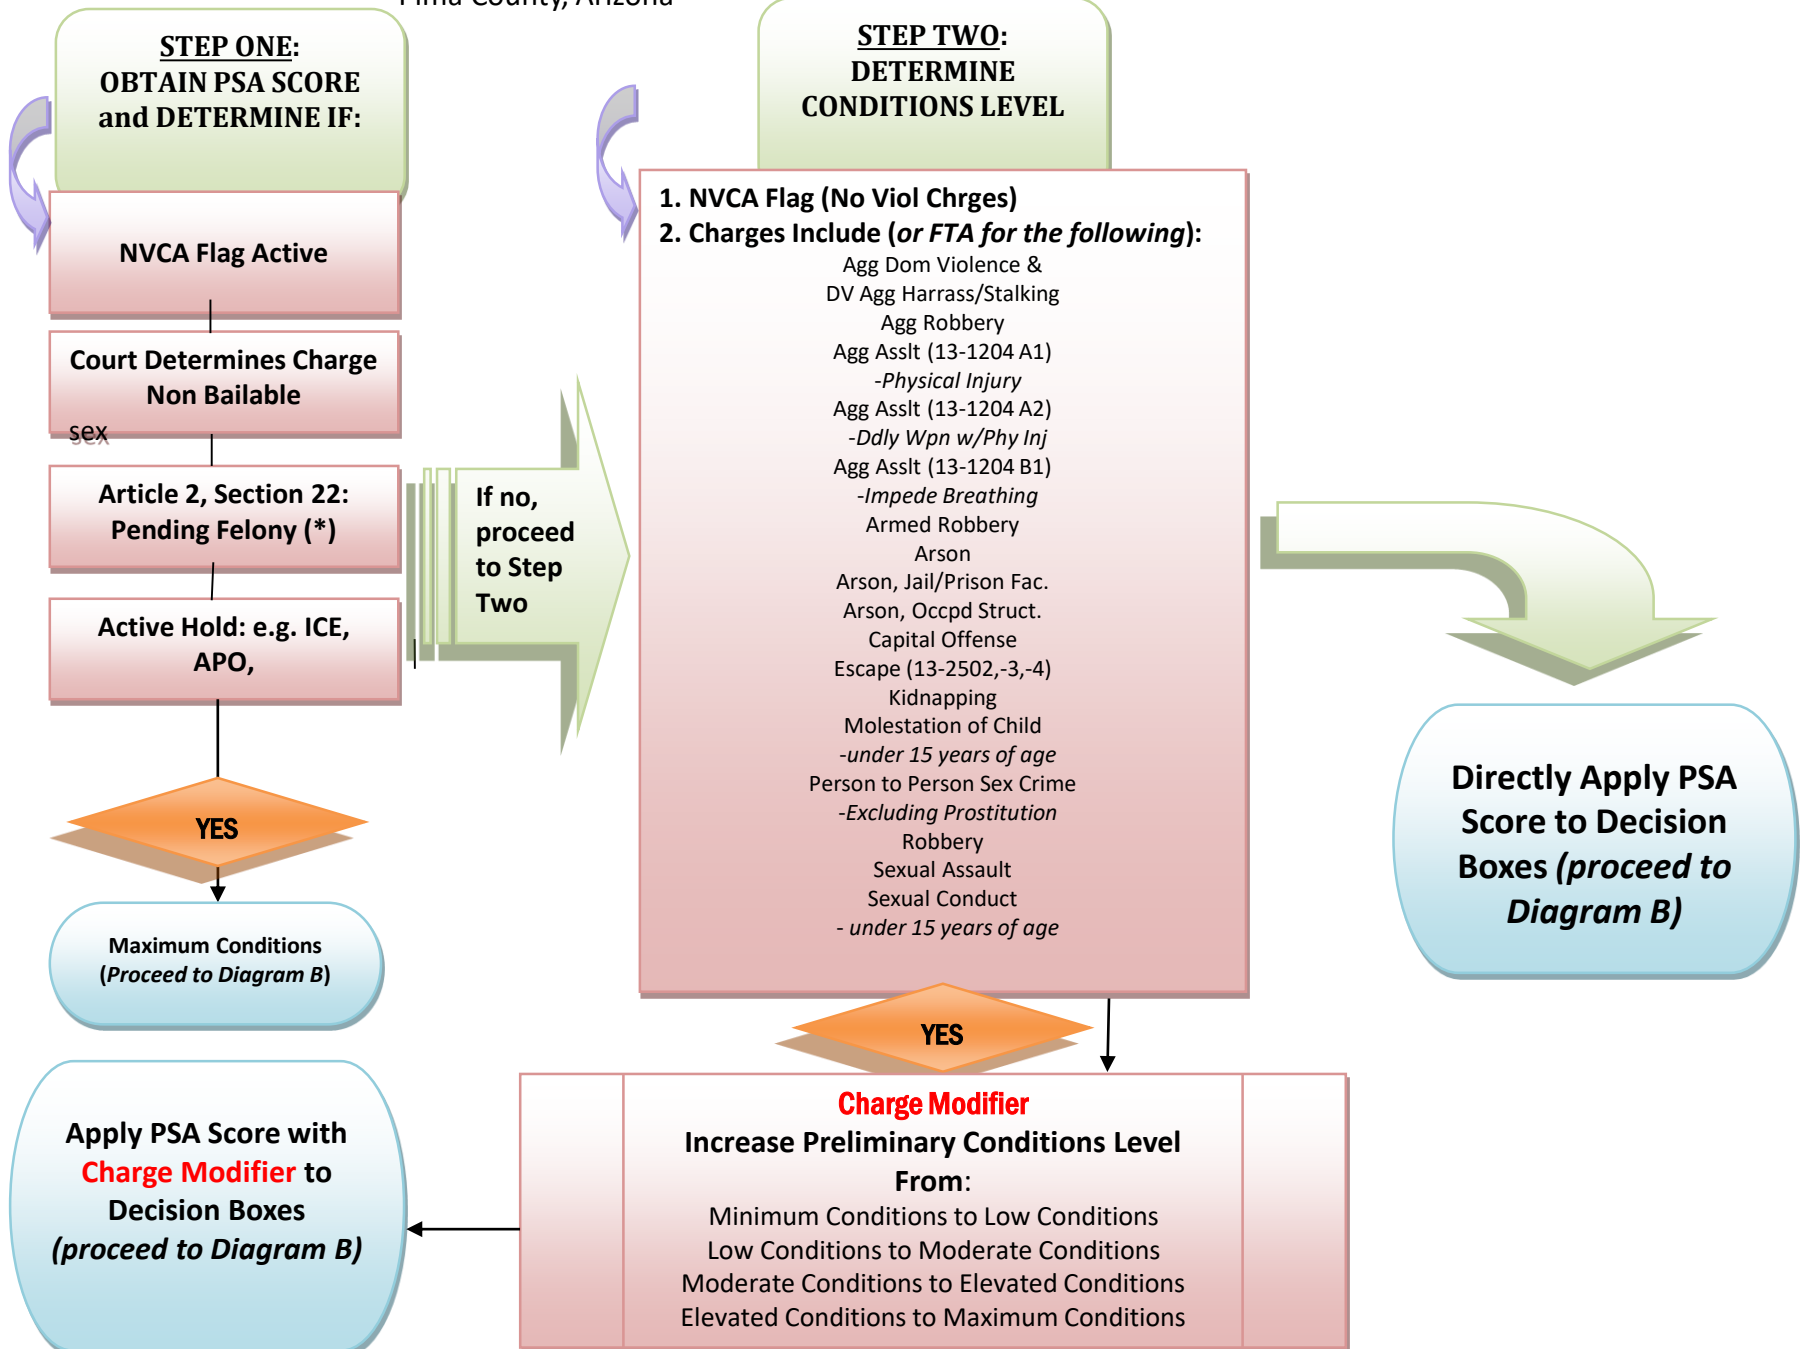 Pima County, Arizona
STEP ONE:
OBTAIN PSA SCORE
and DETERMINE IF:
NVCA Flag Active
Court Determines Charge
Non Bailable
sex
Article 2, Section 22:
Pending Felony (*)
Active Hold: e.g. ICE,
APO,
YES
Maximum Conditions
(Proceed to Diagram B)
If no,
proceed
to Step
Two
STEP TWO:
DETERMINE
CONDITIONS LEVEL
1. NVCA Flag (No Viol Chrges)
2. Charges Include (or FTA for the following):
Agg Dom Violence &
DV Agg Harrass/Stalking
Agg Robbery
Agg Asslt (13-1204 A1)
-Physical Injury
Agg Asslt (13-1204 A2)
-Ddly Wpn w/Phy Inj
Agg Asslt (13-1204 B1)
-Impede Breathing
Armed Robbery
Arson
Arson, Jail/Prison Fac.
Arson, Occpd Struct.
Capital Offense
Escape (13-2502,-3,-4)
Kidnapping
Molestation of Child
-under 15 years of age
Person to Person Sex Crime
-Excluding Prostitution
Robbery
Sexual Assault
Sexual Conduct
- under 15 years of age
YES
Charge Modifier
Increase Preliminary Conditions Level
From:
Minimum Conditions to Low Conditions
Low Conditions to Moderate Conditions
Moderate Conditions to Elevated Conditions
Elevated Conditions to Maximum Conditions
Apply PSA Score with
Charge Modifier to
Decision Boxes
(proceed to Diagram B)
Directly Apply PSA
Score to Decision
Boxes (proceed to
Diagram B)